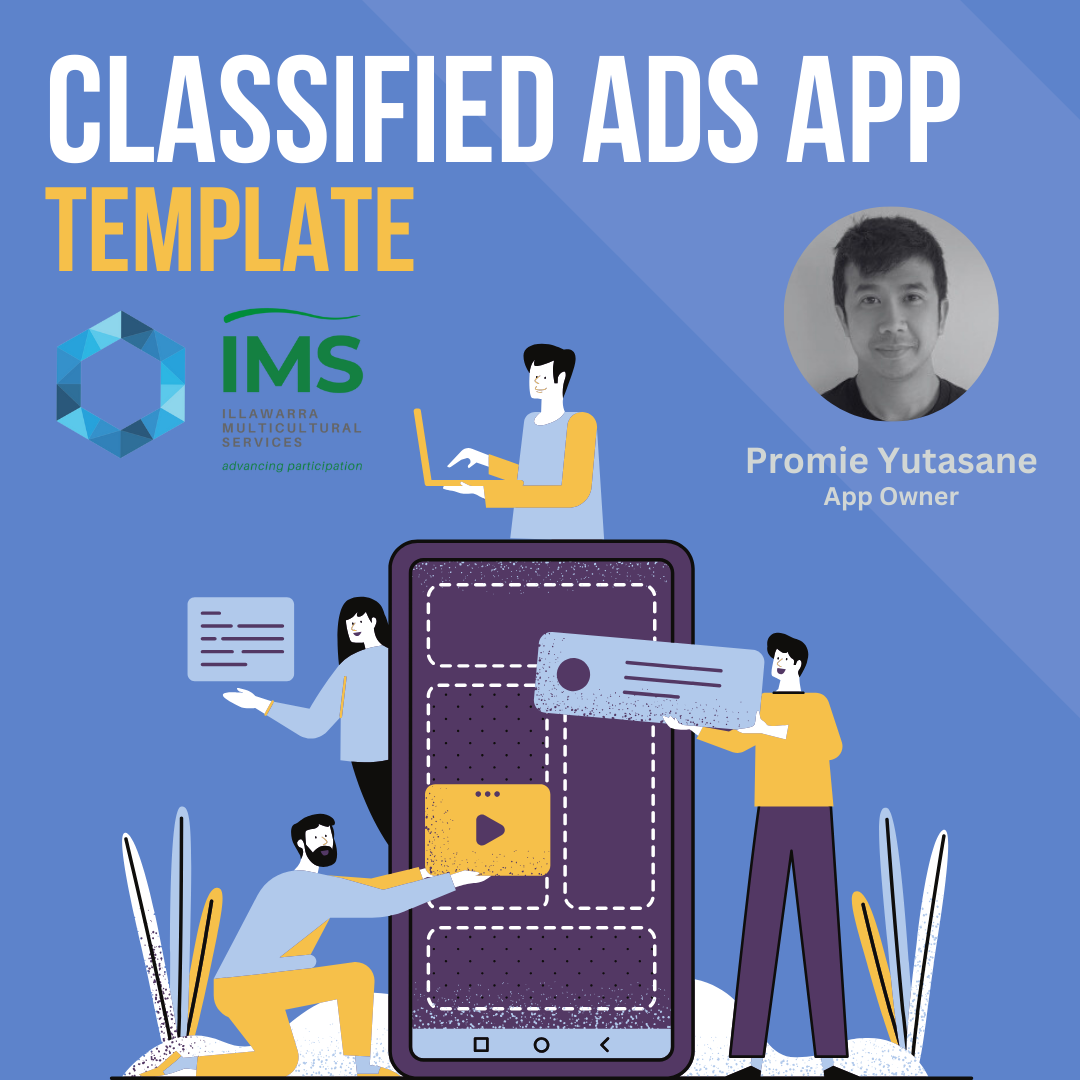 CLASSIFIED ADS APP
TEMPLATE
IMS
ILLAWARRA
MULTICULTURAL
SERVICES
advancing participation
Promie Yutasane
App Owner